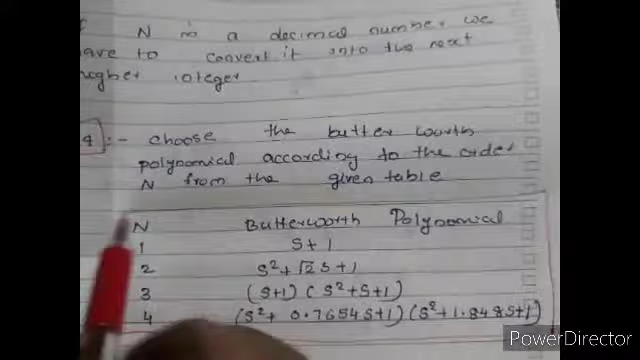 N is a decimal number we
have to convert it into the next
higher integer
4] :- choose the butter worth
polynomial according to the order
N from the given table
N Butterworth Polynomial
1 S+1
2 S²+√2S+1
3 (S+1) (S²+S+1)
4 (S²+ 0.7654S+1) (S²+1.848S+1)
PowerDirector